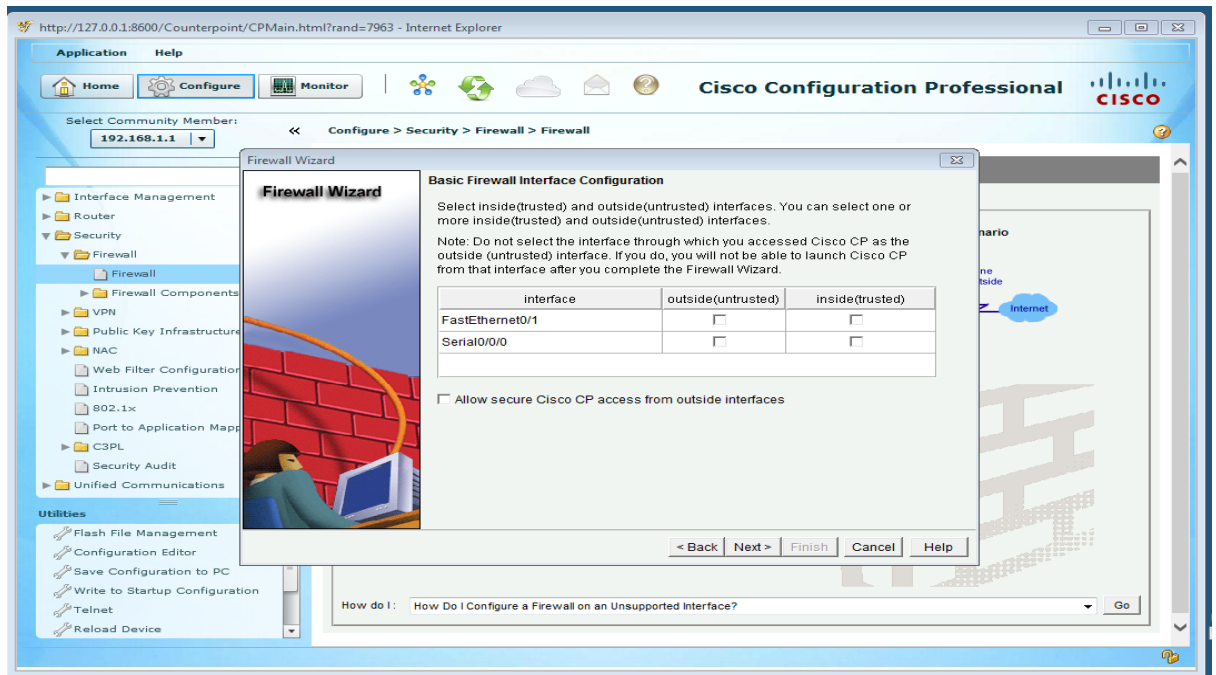 http://127.0.0.1:8600/Counterpoint/CPMain.html?rand=7963 - Internet Explorer
Application Help
Home Configure Monitor
Cisco Configuration Professional
CISCO
Select Community Member:
192.168.1.1
« Configure > Security > Firewall > Firewall
Interface Management
Router
Security
Firewall
Firewall
Firewall Components
VPN
Public Key Infrastructure
NAC
Web Filter Configuration
Intrusion Prevention
802.1x
Port to Application Mapp
C3PL
Security Audit
Unified Communications
Utilities
Flash File Management
Configuration Editor
Save Configuration to PC
Write to Startup Configuration
Telnet
Reload Device
Firewall Wizard
Firewall Wizard
Basic Firewall Interface Configuration
Select inside(trusted) and outside(untrusted) interfaces. You can select one or
more inside(trusted) and outside(untrusted) interfaces.
Note: Do not select the interface through which you accessed Cisco CP as the
outside (untrusted) interface. If you do, you will not be able to launch Cisco CP
from that interface after you complete the Firewall Wizard.
interface outside(untrusted) inside(trusted)
FastEthernet0/1
Serial0/0/0
Allow secure Cisco CP access from outside interfaces
< Back Next > Finish Cancel Help
nario
ne
tside
Internet
How do I: How Do I Configure a Firewall on an Unsupported Interface? Go